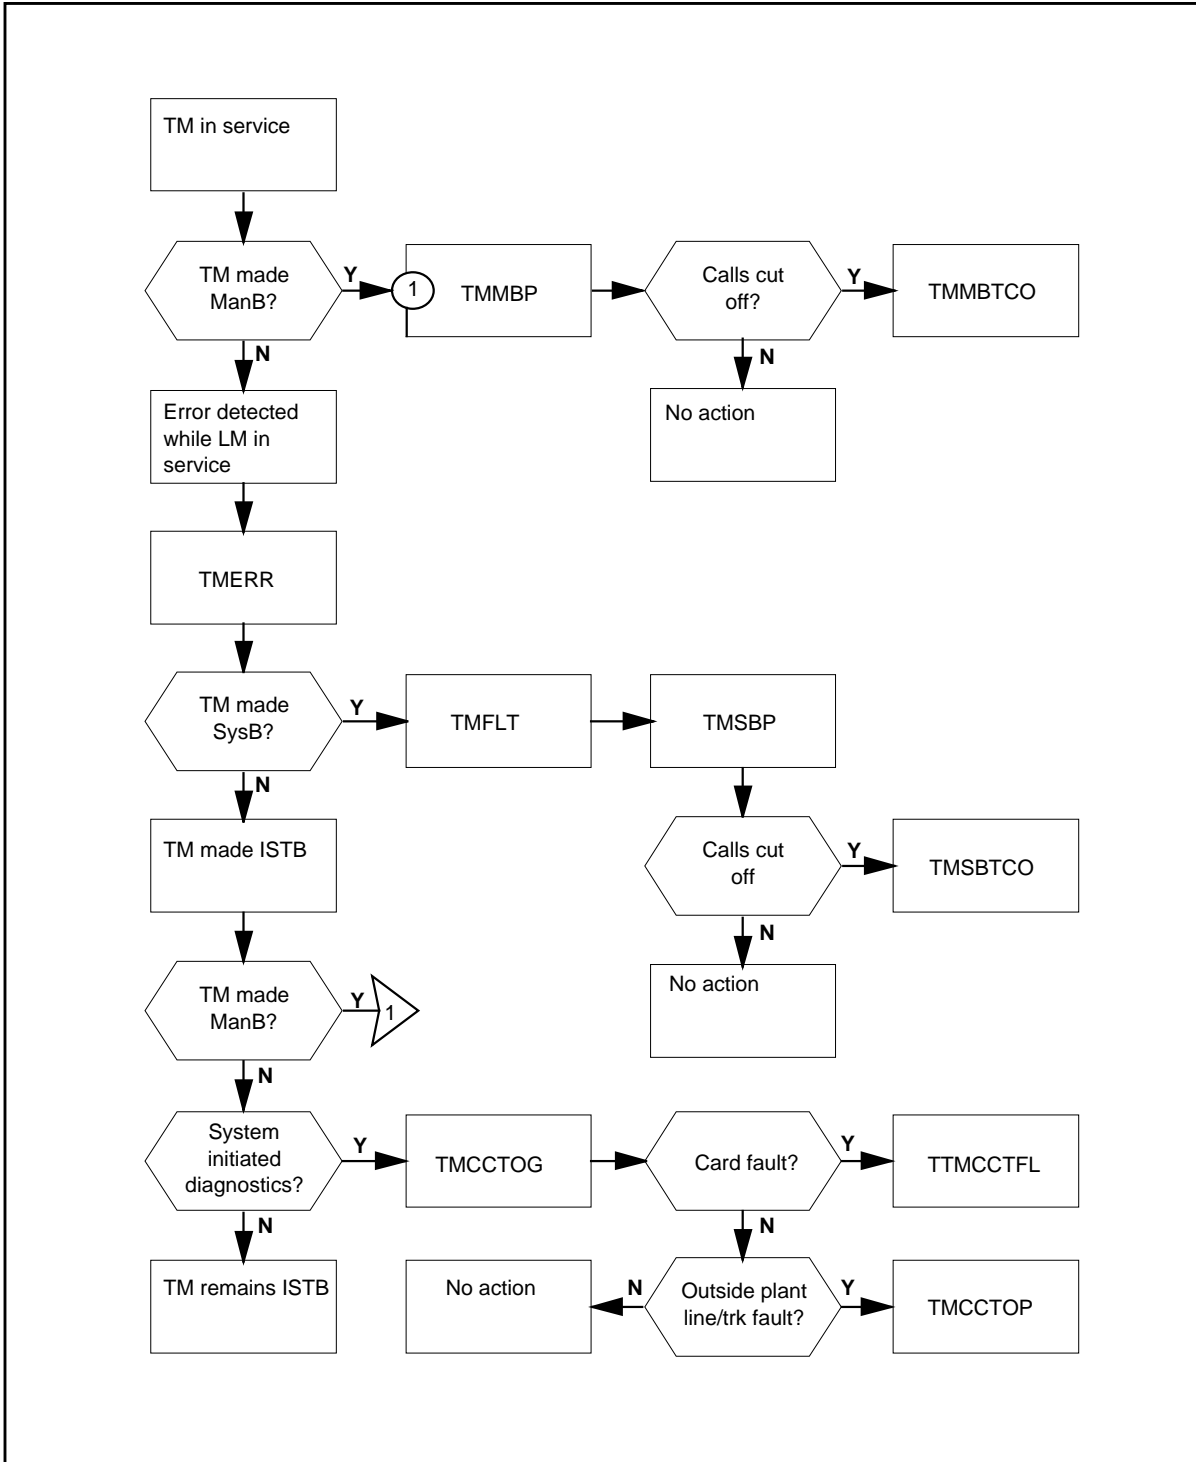 TM in service
TM made
ManB?
Y
1
TMMBP
Calls cut
off?
Y
TMMBTCO
N
N
Error detected
while LM in
service
No action
TMERR
TM made
SysB?
Y
TMFLT
TMSBP
N
TM made ISTB
Calls cut
off
Y
TMSBTCO
N
No action
TM made
ManB?
Y
1
N
System
initiated
diagnostics?
Y
TMCCTOG
Card fault?
Y
TTMCCTFL
N
N
TM remains ISTB
No action
N
Outside plant
line/trk fault?
Y
TMCCTOP